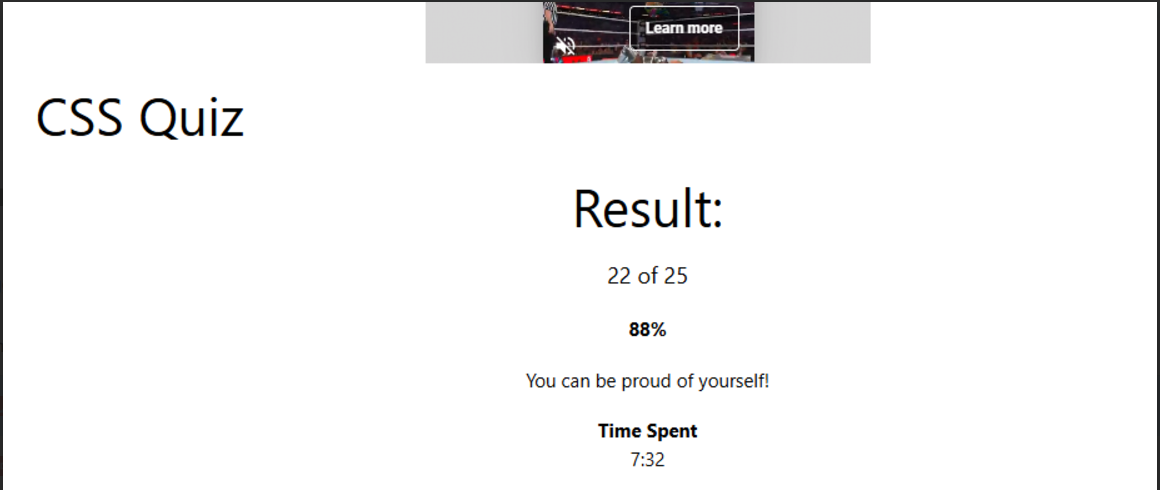 Learn more
CSS Quiz
Result:
22 of 25
88%
You can be proud of yourself!
Time Spent
7:32